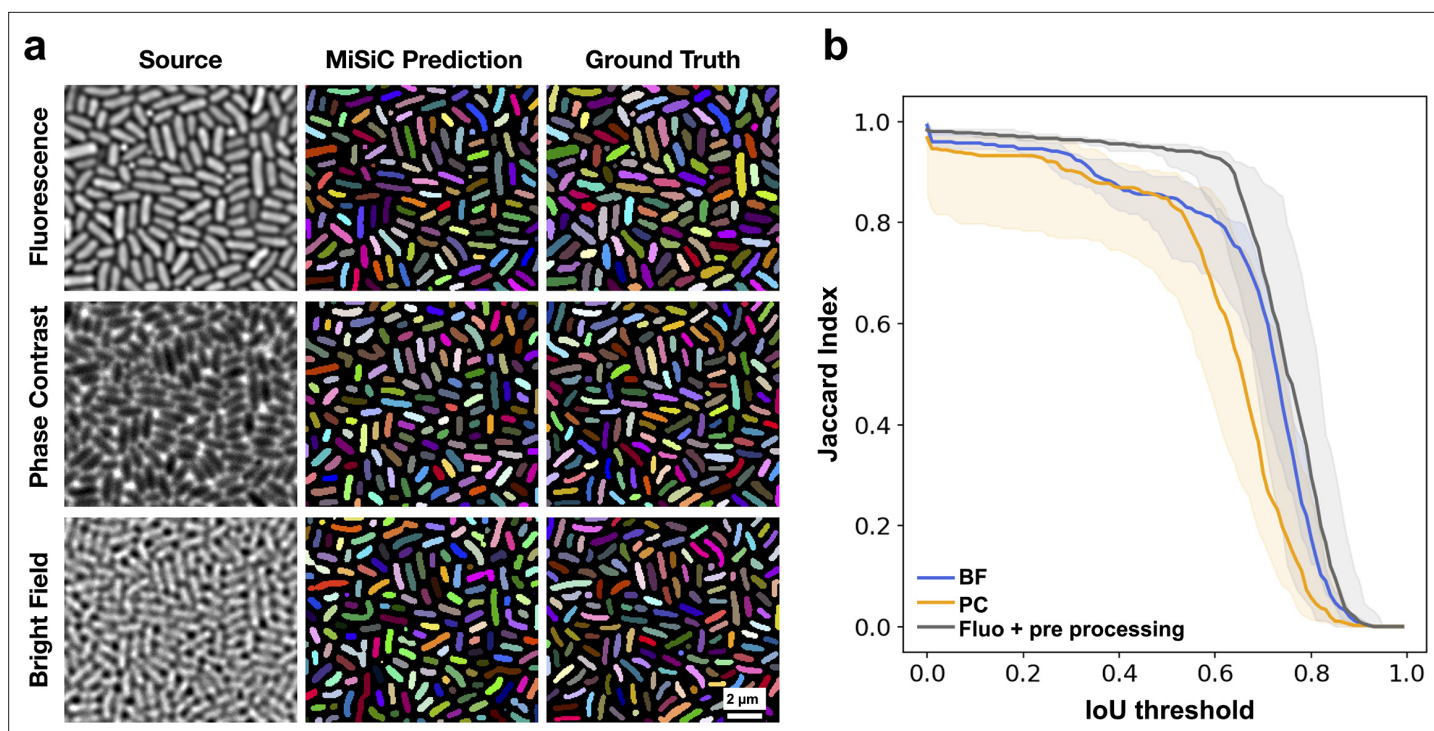 a
Source
MiSiC Prediction
Ground Truth
Fluorescence
Phase Contrast
Bright Field
2 µm
b
Jaccard Index
1.0
0.8
0.6
0.4
0.2
0.0
BF
PC
Fluo + pre processing
0.0 0.2 0.4 0.6 0.8 1.0
IoU threshold